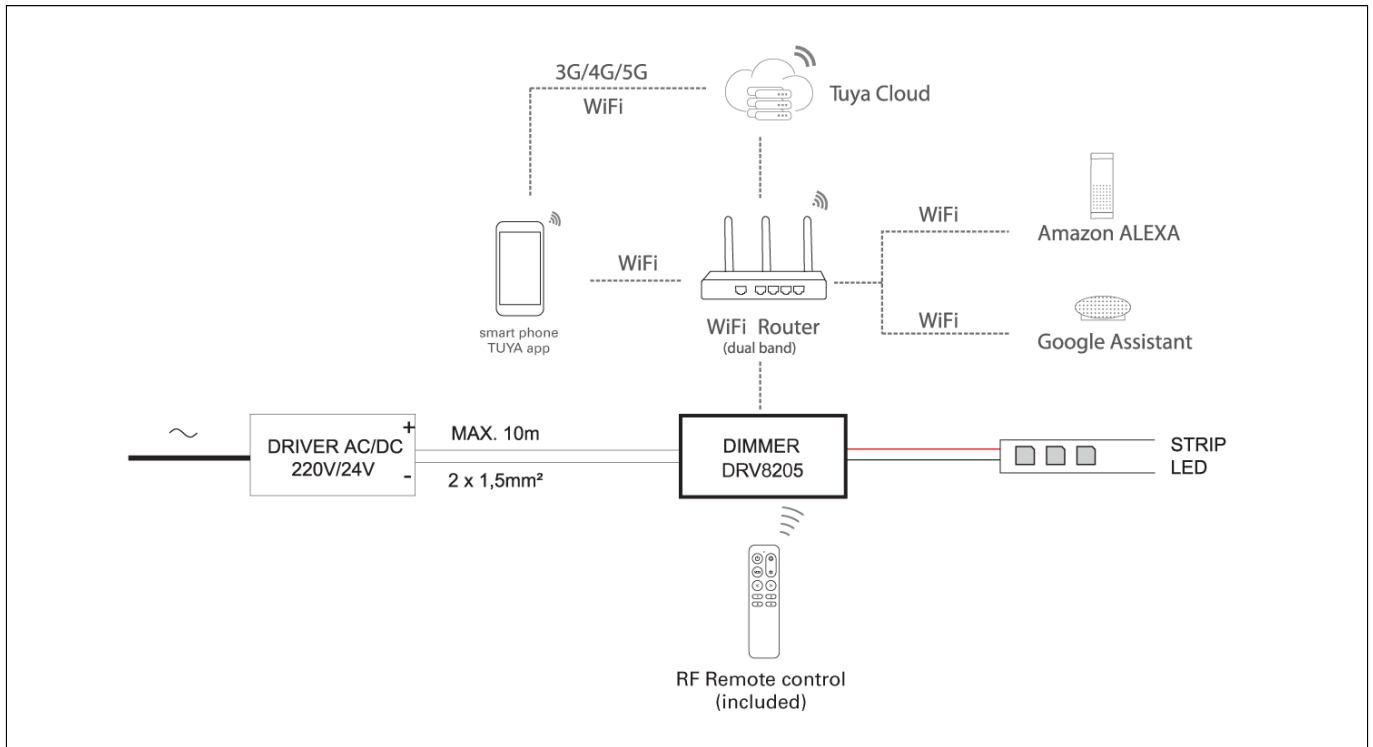 3G/4G/5G
WiFi
Tuya Cloud
WiFi
Amazon ALEXA
WiFi
smart phone
TUYA app
WiFi Router
(dual band)
WiFi
Google Assistant
DRIVER AC/DC
220V/24V
+
-
MAX. 10m
2 x 1,5mm²
DIMMER
DRV8205
STRIP
LED
RF Remote control
(included)